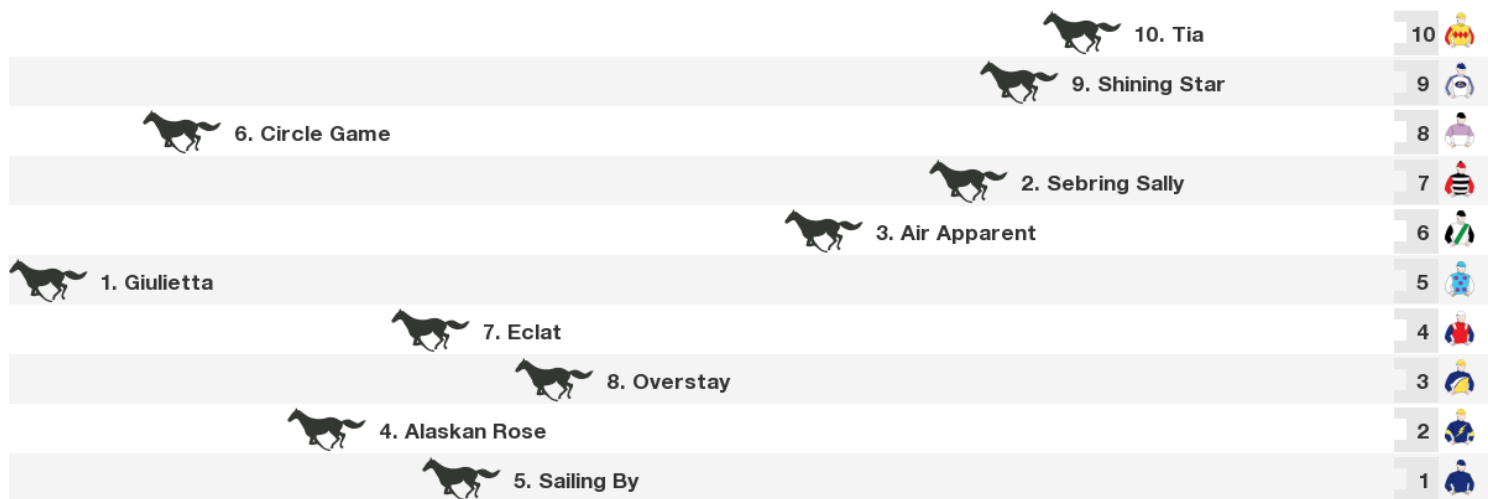 10. Tia 10
9. Shining Star 9
6. Circle Game 8
2. Sebring Sally 7
3. Air Apparent 6
1. Giulietta 5
7. Eclat 4
8. Overstay 3
4. Alaskan Rose 2
5. Sailing By 1